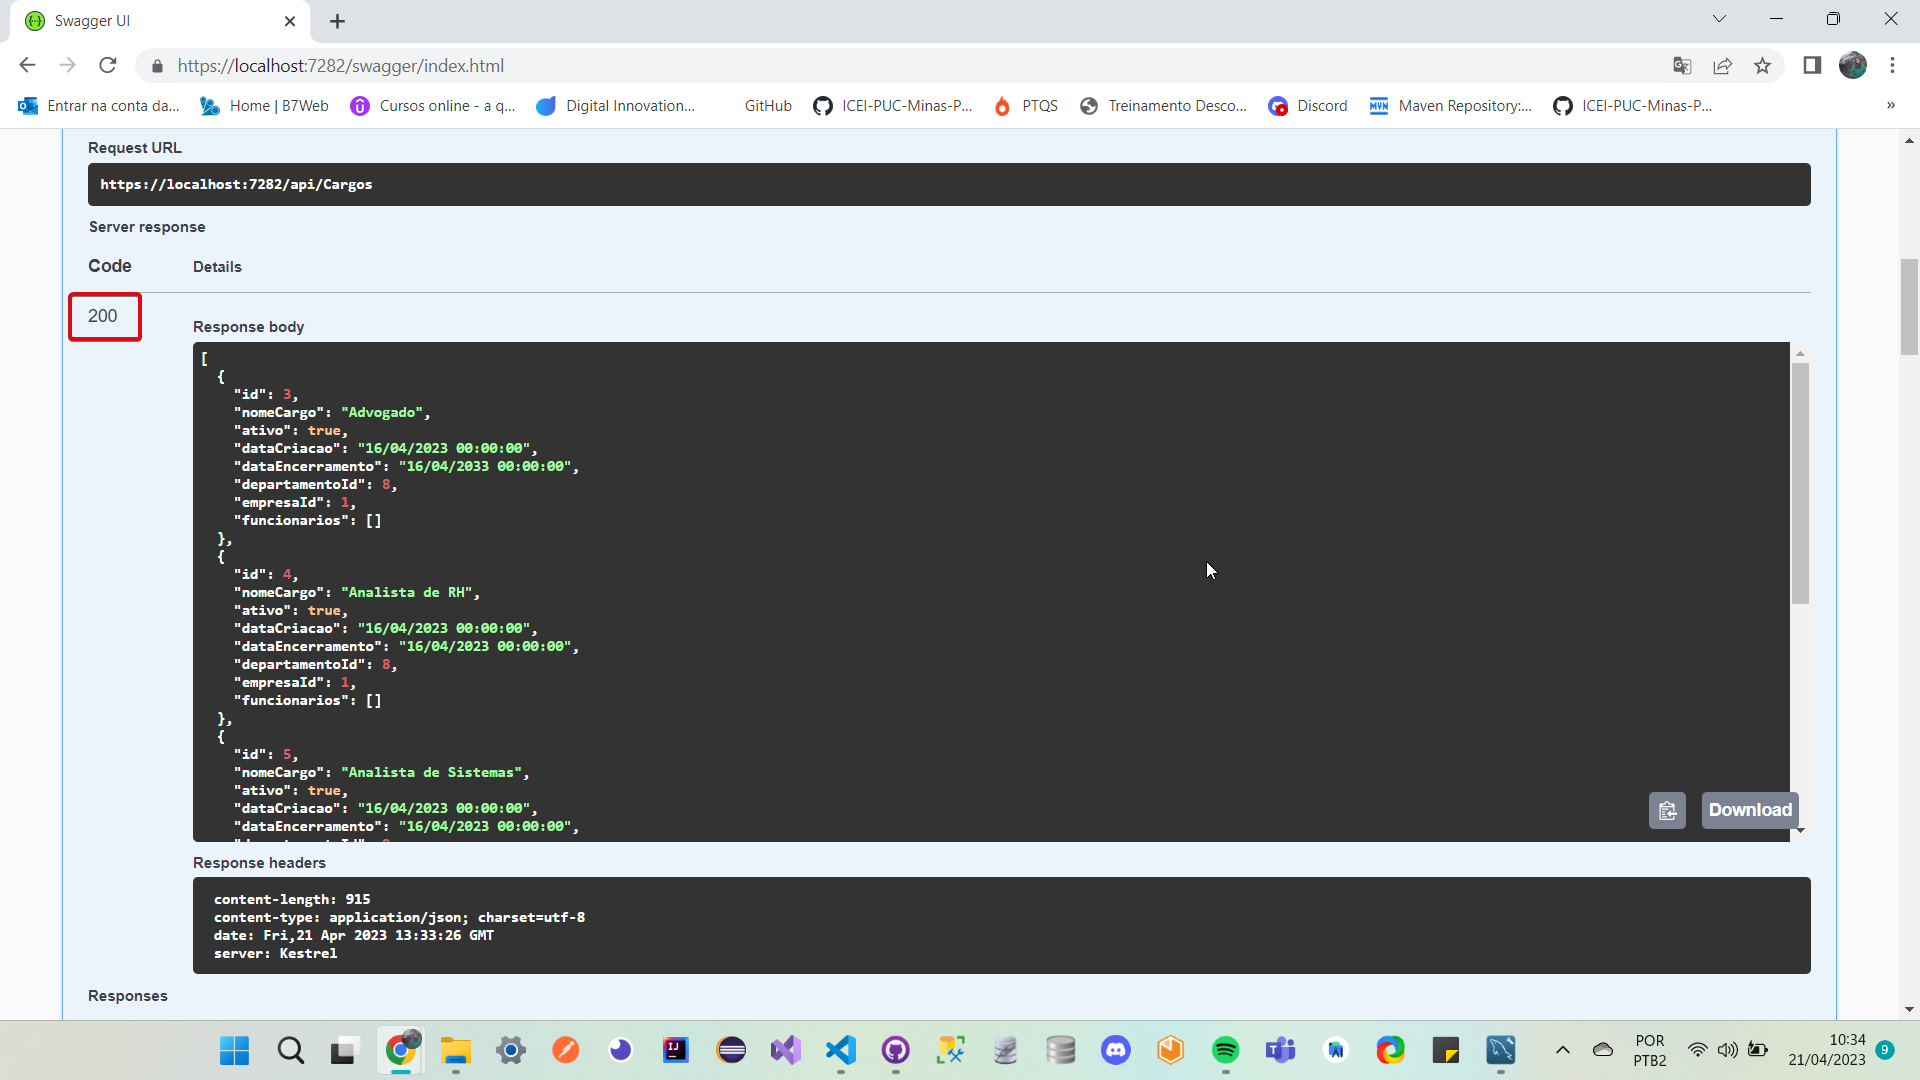 Swagger UI
https://localhost:7282/swagger/index.html
Entrar na conta da...
Home | B7Web
Cursos online - a q...
Digital Innovation...
GitHub
ICEI-PUC-Minas-P...
PTQS
Treinamento Desco...
Discord
Maven Repository:...
ICEI-PUC-Minas-P...
»
Request URL
https://localhost:7282/api/Cargos
Server response
Code Details
200
Response body
[
{
"id": 3,
"nomeCargo": "Advogado",
"ativo": true,
"dataCriacao": "16/04/2023 00:00:00",
"dataEncerramento": "16/04/2033 00:00:00",
"departamentoId": 8,
"empresaId": 1,
"funcionarios": []
},
{
"id": 4,
"nomeCargo": "Analista de RH",
"ativo": true,
"dataCriacao": "16/04/2023 00:00:00",
"dataEncerramento": "16/04/2023 00:00:00",
"departamentoId": 8,
"empresaId": 1,
"funcionarios": []
},
{
"id": 5,
"nomeCargo": "Analista de Sistemas",
"ativo": true,
"dataCriacao": "16/04/2023 00:00:00",
"dataEncerramento": "16/04/2023 00:00:00",
Download
Response headers
content-length: 915
content-type: application/json; charset=utf-8
date: Fri,21 Apr 2023 13:33:26 GMT
server: Kestrel
Responses
POR
PTB2
10:34
21/04/2023
9